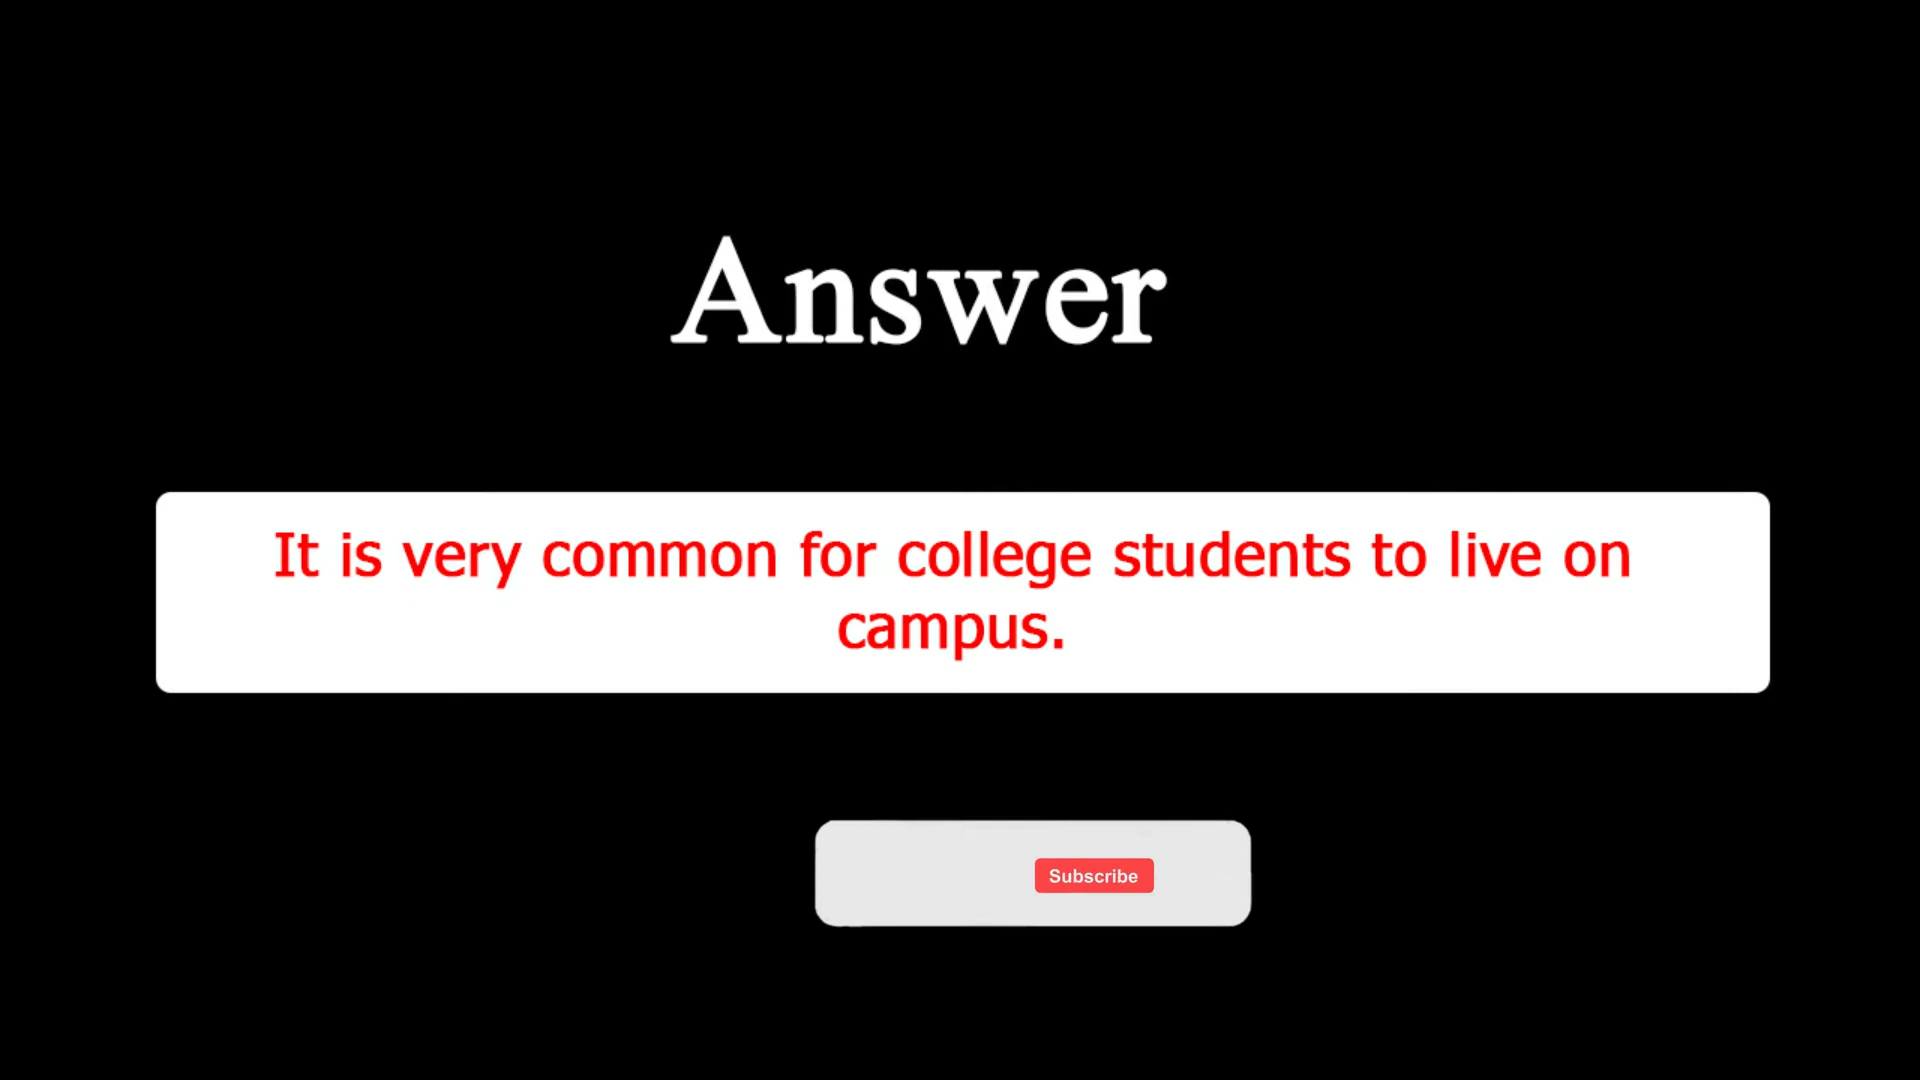 Answer
It is very common for college students to live on
campus.
Subscribe